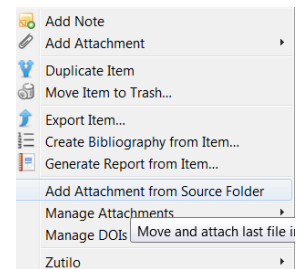 Add Note
Add Attachment
Duplicate Item
Move Item to Trash...
Export Item...
Create Bibliography from Item...
Generate Report from Item...
Add Attachment from Source Folder
Manage Attachments
Manage DOIs
Move and attach last file
Zutilo